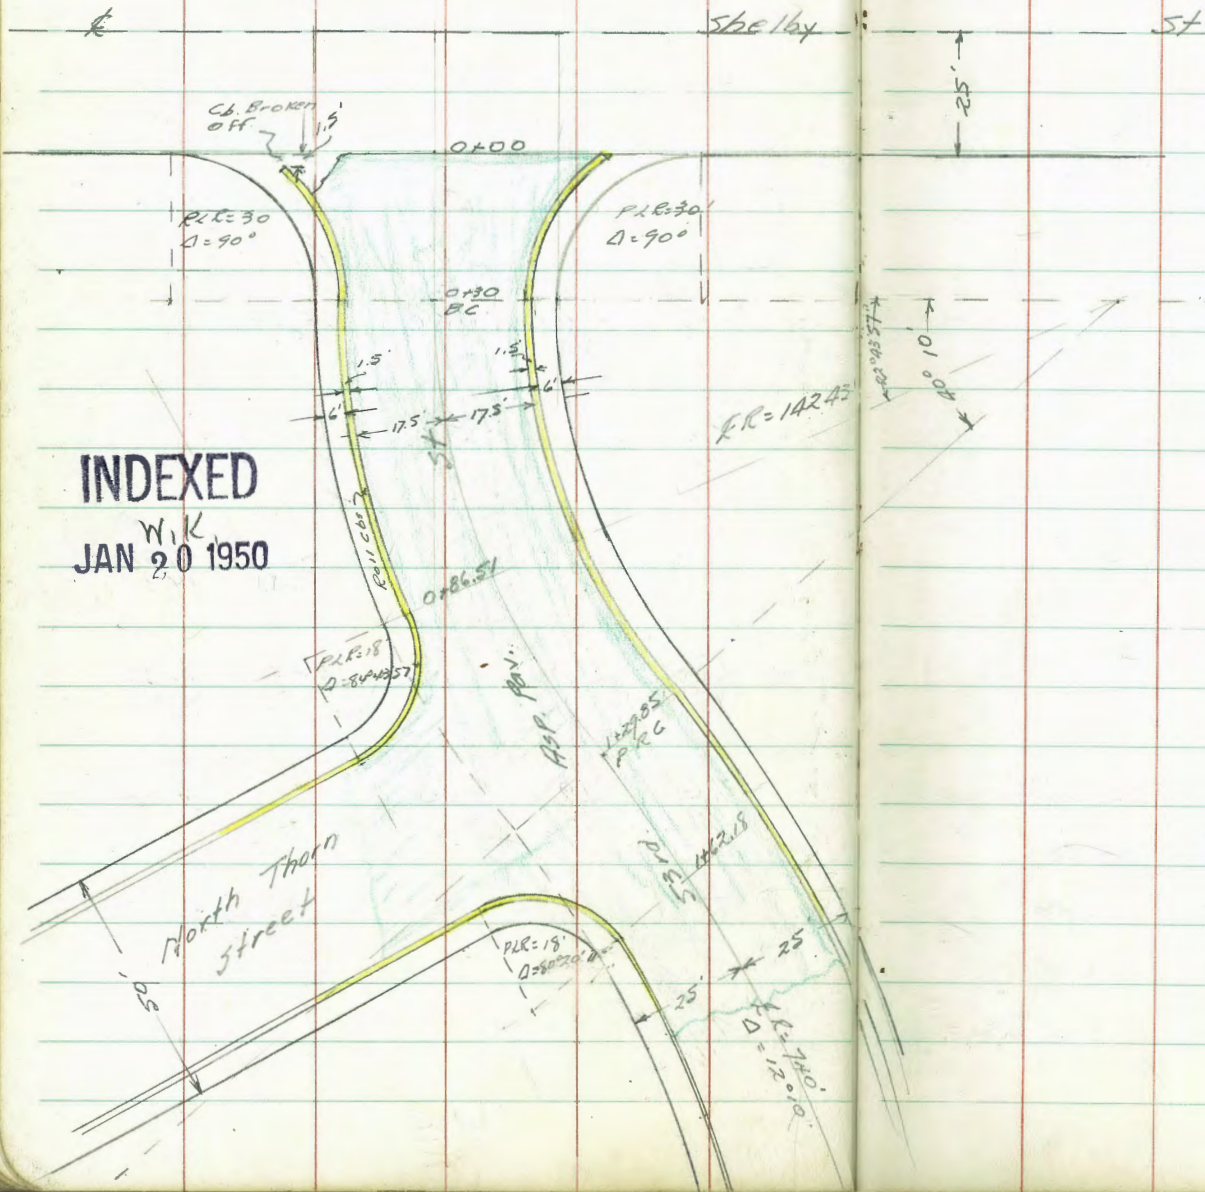 ℄ Shelby St
25'
Cb. Broken
off
1.5'
0+00
PLR=30
Δ=90°
PLR=30'
Δ=90°
0+30
BC
40° 10'
1.5'
1.5'
6'
6'
17.5' 17.5'
℄R=142.43
St
INDEXED
W.K.
JAN 20 1950
Roll Curb
0+86.51
PLR=18'
Δ=84°43'57"
Asp. Pav.
1+29.85
PRC
1+62.18
North Thorn
Street
50'
PLR=18'
25'
25'
℄R=740'
Δ=12°10'